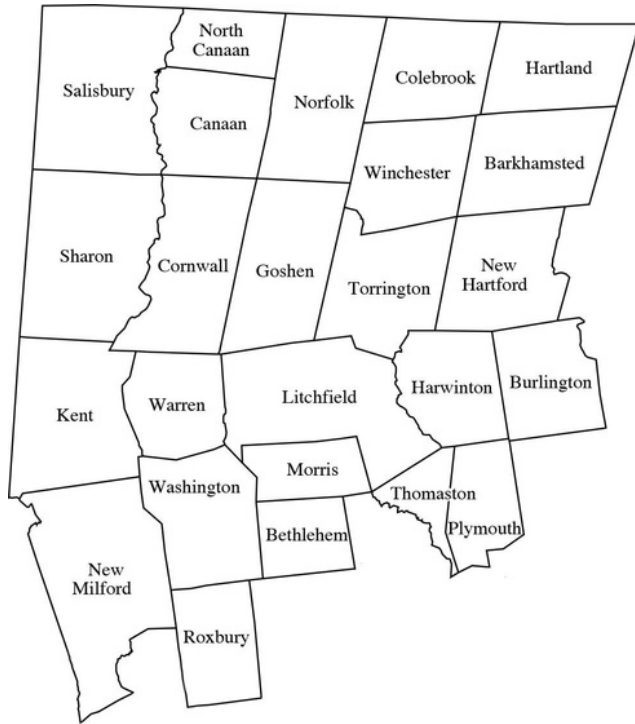 North
Canaan
Colebrook
Hartland
Salisbury
Canaan
Norfolk
Winchester
Barkhamsted
Sharon
Cornwall
Goshen
Torrington
New
Hartford
Kent
Warren
Litchfield
Harwinton
Burlington
Morris
Washington
Thomaston
Plymouth
Bethlehem
New
Milford
Roxbury